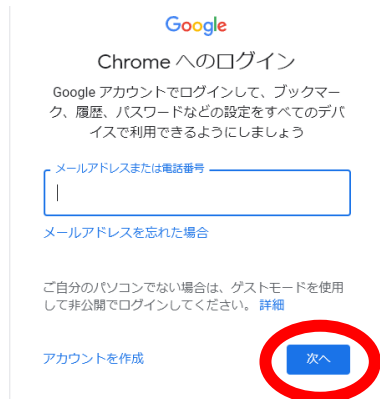 Google
Chrome へのログイン
Google アカウントでログインして、ブックマー
ク、履歴、パスワードなどの設定をすべてのデバ
イスで利用できるようにしましょう
メールアドレスまたは電話番号
メールアドレスを忘れた場合
ご自分のパソコンでない場合は、ゲストモードを使用
して非公開でログインしてください。 詳細
アカウントを作成
次へ